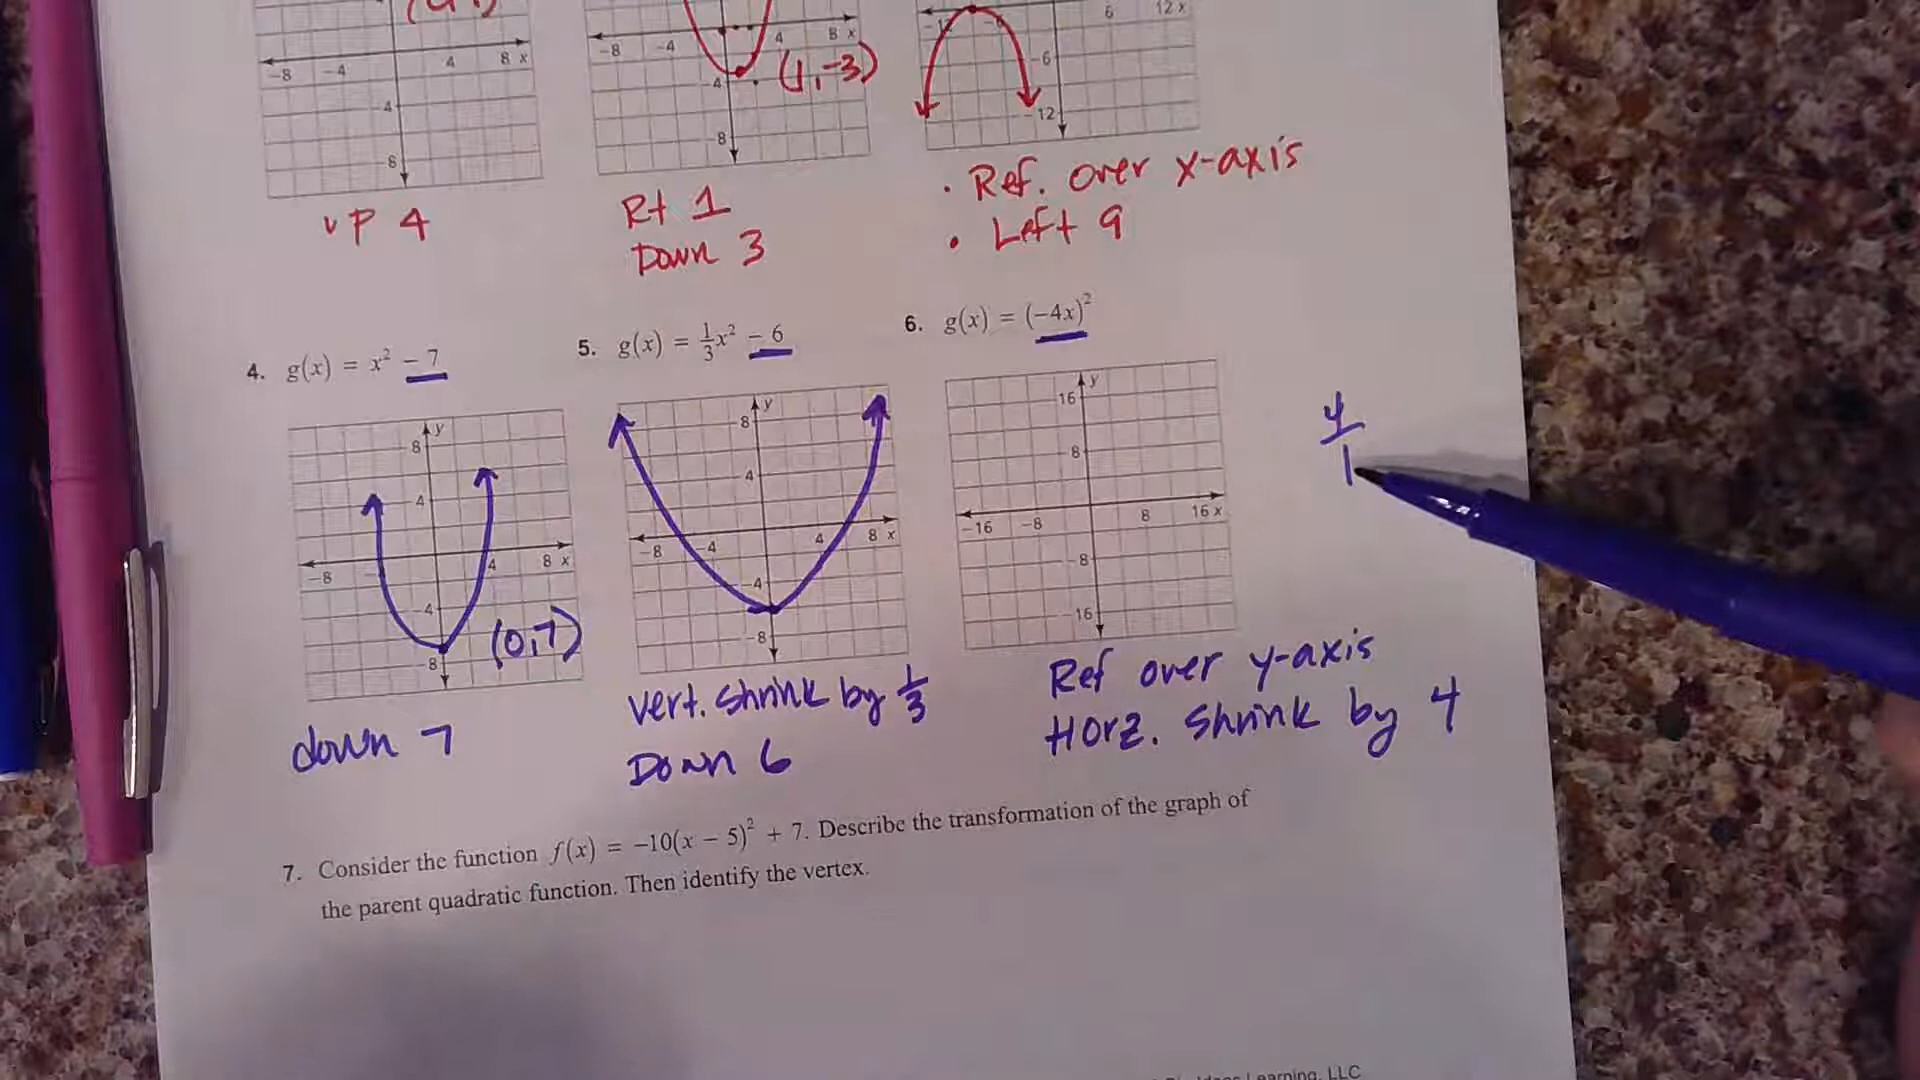 8 x
-8
-4
4
8 x
-8
-4
4
(1,-3)
6
12 x
-6
-12
4
8
4
8
UP 4
Rt 1
Down 3
• Ref. over x-axis
• Left 9
4. g(x) = x² - 7
5. g(x) = 1/3 x² - 6
6. g(x) = (-4x)²
8
y
4
-8
4
8 x
-4
8
(0,7)
8
y
4
-8
-4
4
8 x
-4
-8
16
y
8
-16
-8
8
16 x
-8
-16
4/1
down 7
vert. shrink by 1/3
Down 6
Ref over y-axis
Horz. shrink by 4
7. Consider the function f(x) = -10(x - 5)² + 7. Describe the transformation of the graph of
the parent quadratic function. Then identify the vertex.
Learning, LLC